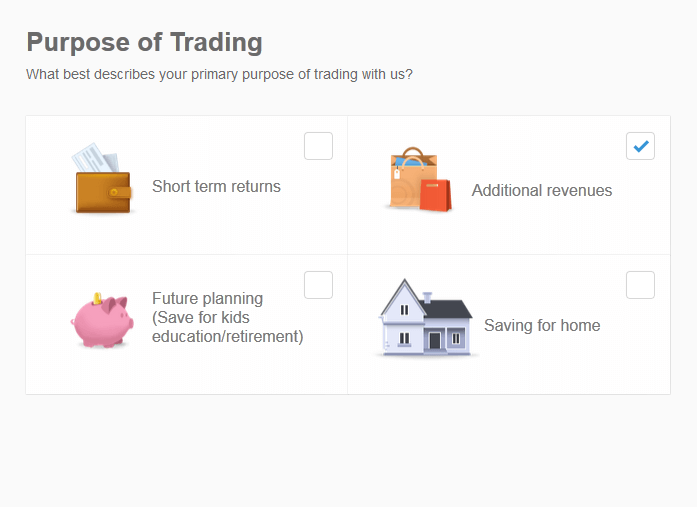 Purpose of Trading
What best describes your primary purpose of trading with us?
Short term returns
Additional revenues
Future planning
(Save for kids
education/retirement)
Saving for home